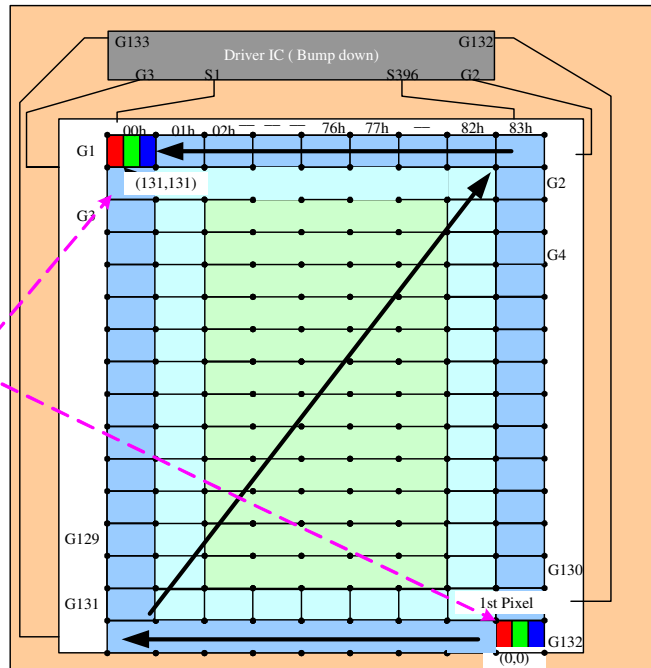 G133 G132
Driver IC ( Bump down)
G3 S1 S396 G2
00h 01h 02h — — — 76h 77h — 82h 83h
G1
(131,131) G2
G3
G4
G129
G130
G131 1st Pixel
G132
(0,0)